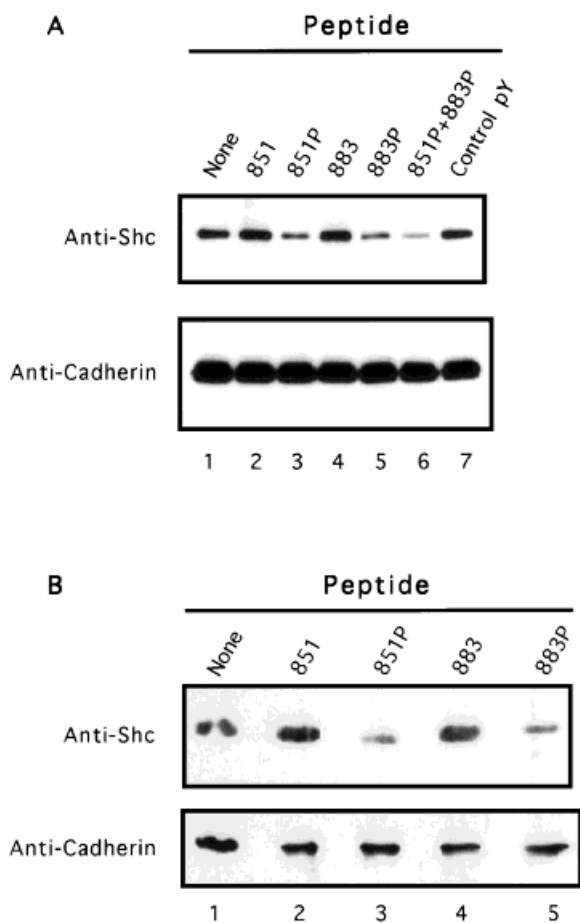 A
Peptide
None 851 851P 883 883P 851P+883P Control pY
Anti-Shc
Anti-Cadherin
1 2 3 4 5 6 7
B
Peptide
None 851 851P 883 883P
Anti-Shc
Anti-Cadherin
1 2 3 4 5